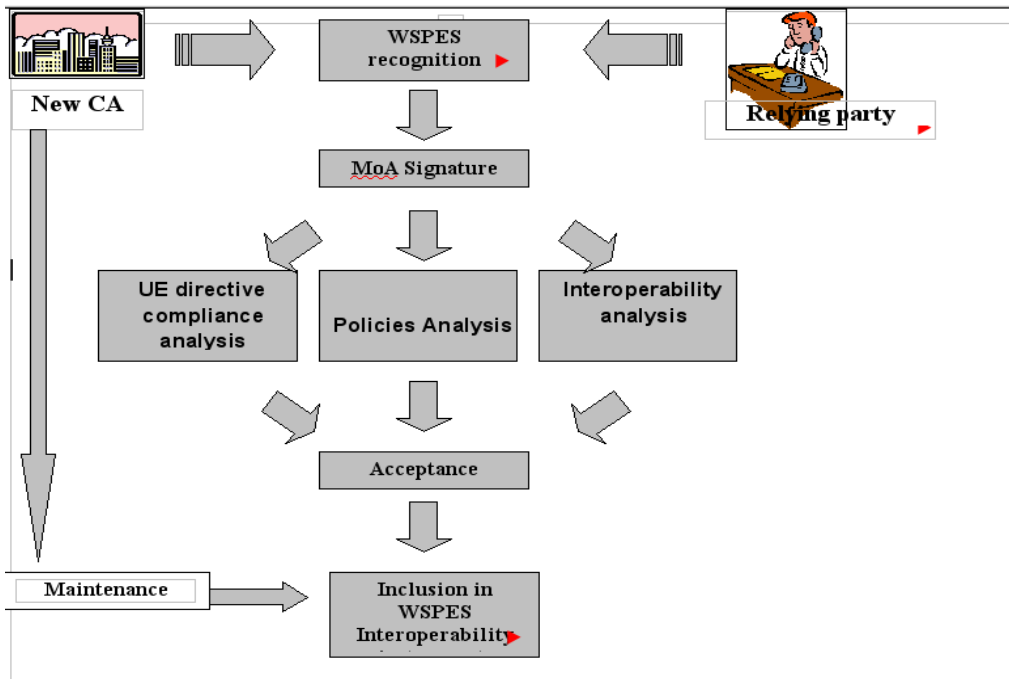 WSPES
recognition
New CA
Relying party
MoA Signature
UE directive
compliance
analysis
Policies Analysis
Interoperability
analysis
Acceptance
Maintenance
Inclusion in
WSPES
Interoperability